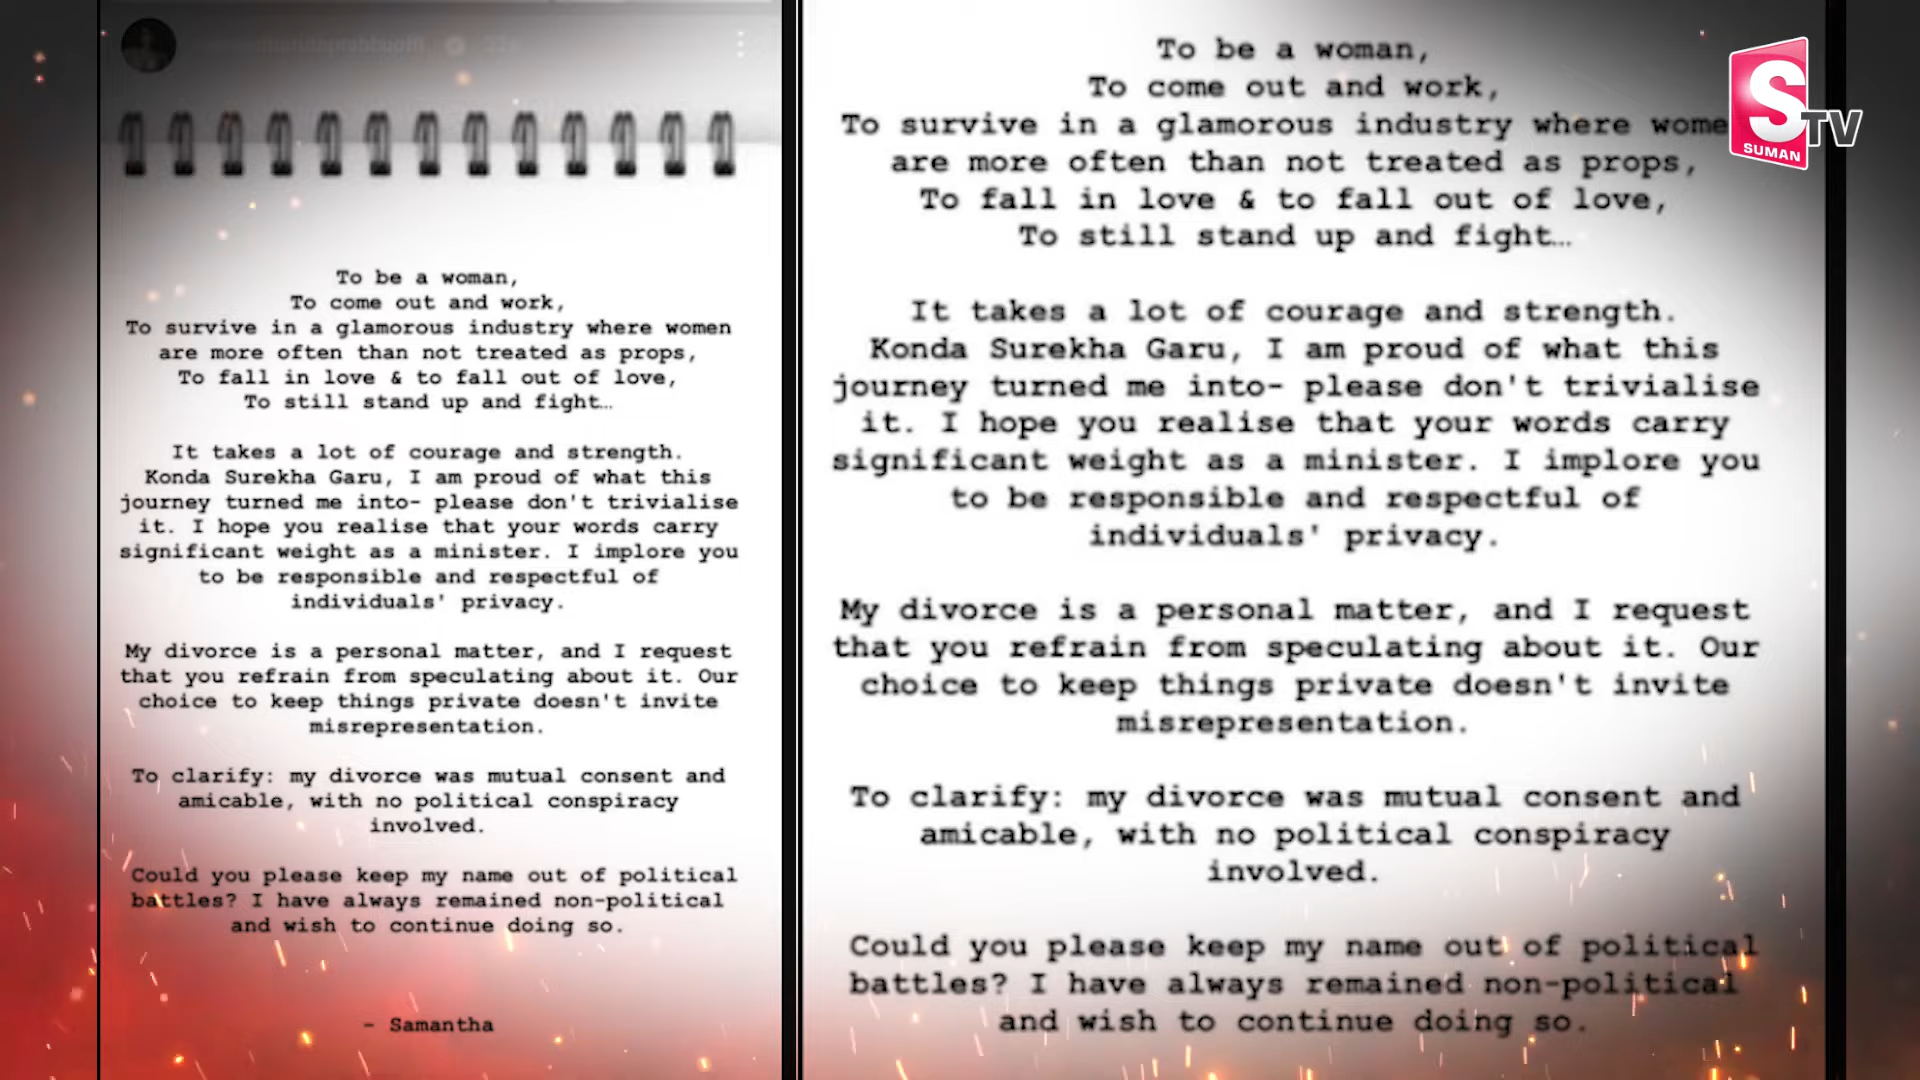 To be a woman,
To come out and work,
To survive in a glamorous industry where women
are more often than not treated as props,
To fall in love & to fall out of love,
To still stand up and fight…
It takes a lot of courage and strength.
Konda Surekha Garu, I am proud of what this
journey turned me into- please don't trivialise
it. I hope you realise that your words carry
significant weight as a minister. I implore you
to be responsible and respectful of
individuals' privacy.
My divorce is a personal matter, and I request
that you refrain from speculating about it. Our
choice to keep things private doesn't invite
misrepresentation.
To clarify: my divorce was mutual consent and
amicable, with no political conspiracy
involved.
Could you please keep my name out of political
battles? I have always remained non-political
and wish to continue doing so.
- Samantha
To be a woman,
To come out and work,
To survive in a glamorous industry where wome
are more often than not treated as props,
To fall in love & to fall out of love,
To still stand up and fight…
It takes a lot of courage and strength.
Konda Surekha Garu, I am proud of what this
journey turned me into- please don't trivialise
it. I hope you realise that your words carry
significant weight as a minister. I implore you
to be responsible and respectful of
individuals' privacy.
My divorce is a personal matter, and I request
that you refrain from speculating about it. Our
choice to keep things private doesn't invite
misrepresentation.
To clarify: my divorce was mutual consent and
amicable, with no political conspiracy
involved.
Could you please keep my name out of political
battles? I have always remained non-political
and wish to continue doing so.
S TV
SUMAN